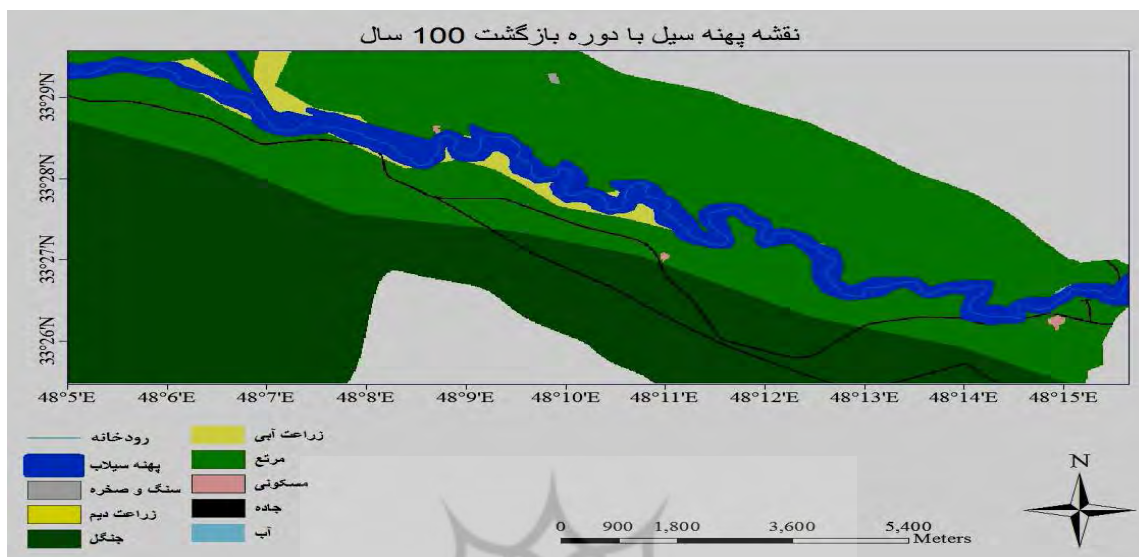 نقشه پهنه سیل با دوره بازگشت 100 سال
33°29'N
33°28'N
33°27'N
33°26'N
48°5'E 48°6'E 48°7'E 48°8'E 48°9'E 48°10'E 48°11'E 48°12'E 48°13'E 48°14'E 48°15'E
رودخانه
پهنه سیلاب
سنگ و صخره
زراعت دیم
جنگل
زراعت آبی
مرتع
مسکونی
جاده
آب
0 900 1,800 3,600 5,400
Meters
N